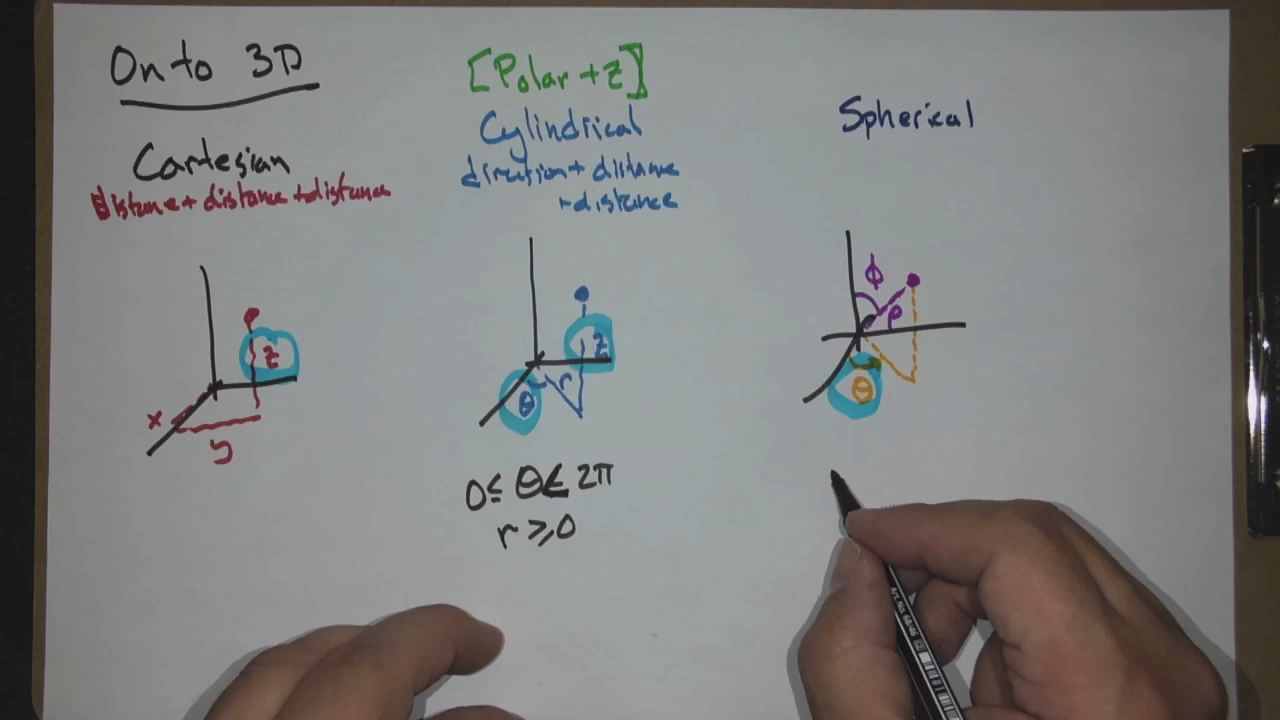 Onto 3D
Cartesian
distance + distance + distance
x
y
z
[Polar + z]
Cylindrical
direction + distance
+ distance
θ
r
z
0 ≤ θ ≤ 2π
r ≥ 0
Spherical
ϕ
ρ
θ